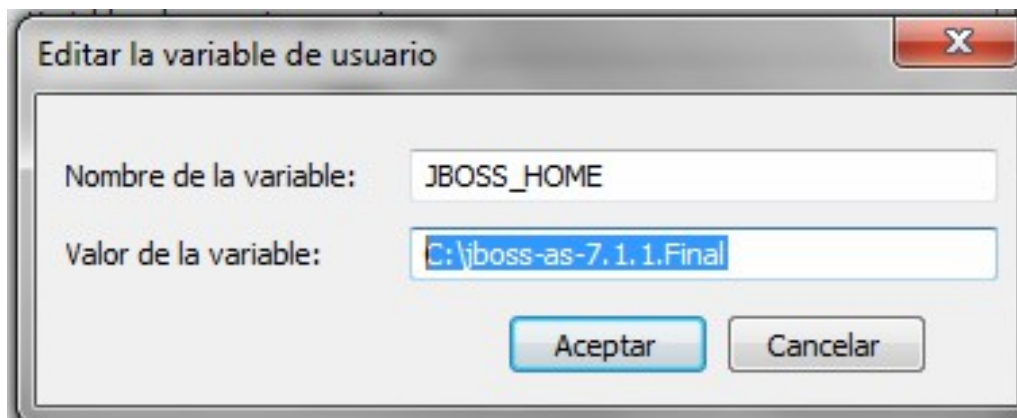 Editar la variable de usuario
Nombre de la variable: JBOSS_HOME
Valor de la variable: C:\jboss-as-7.1.1.Final
Aceptar Cancelar